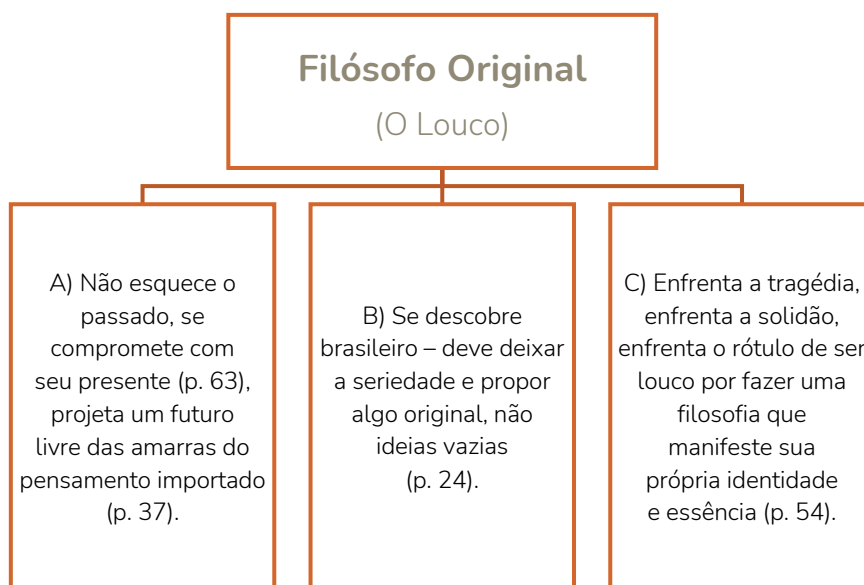 Filósofo Original
(O Louco)
A) Não esquece o
passado, se
compromete com
seu presente (p. 63),
projeta um futuro
livre das amarras do
pensamento importado
(p. 37).
B) Se descobre
brasileiro – deve deixar
a seriedade e propor
algo original, não
ideias vazias
(p. 24).
C) Enfrenta a tragédia,
enfrenta a solidão,
enfrenta o rótulo de ser
louco por fazer uma
filosofia que
manifeste sua
própria identidade
e essência (p. 54).